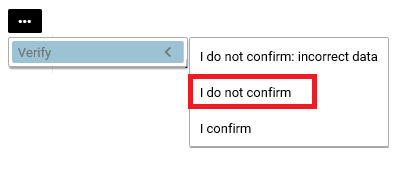 ...
Verify
I do not confirm: incorrect data
I do not confirm
I confirm